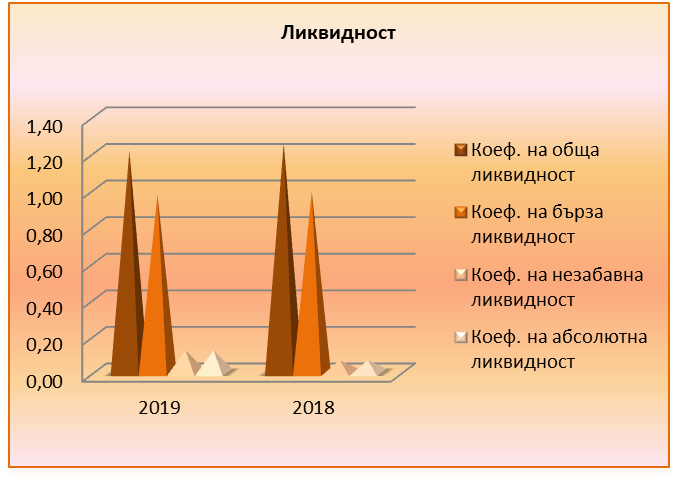 Ликвидност
1,40
1,20
1,00
0,80
0,60
0,40
0,20
0,00
2019
2018
Коеф. на обща
ликвидност
Коеф. на бърза
ликвидност
Коеф. на незабавна
ликвидност
Коеф. на абсолютна
ликвидност